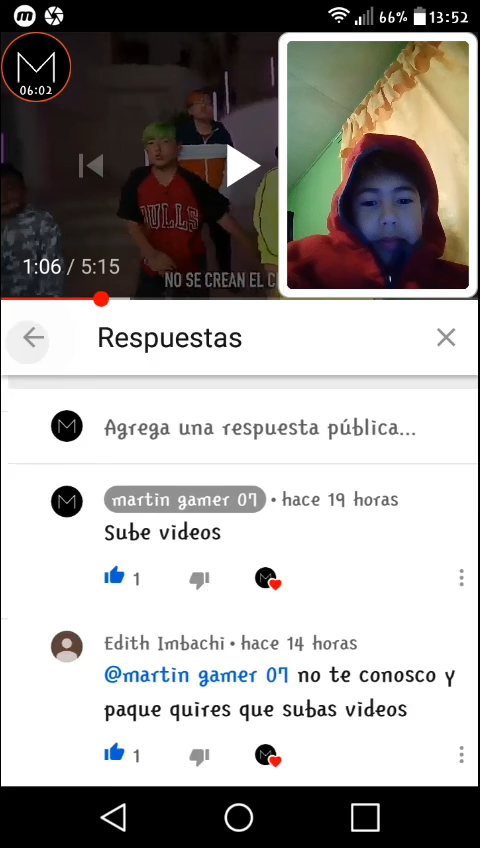 66% 13:52
M
06:02
BULLS
1:06 / 5:15
NO SE CREAN EL C
Respuestas
Agrega una respuesta pública...
martin gamer 07 • hace 19 horas
Sube videos
1
Edith Imbachi • hace 14 horas
@martin gamer 07 no te conosco y
paque quires que subas videos
1